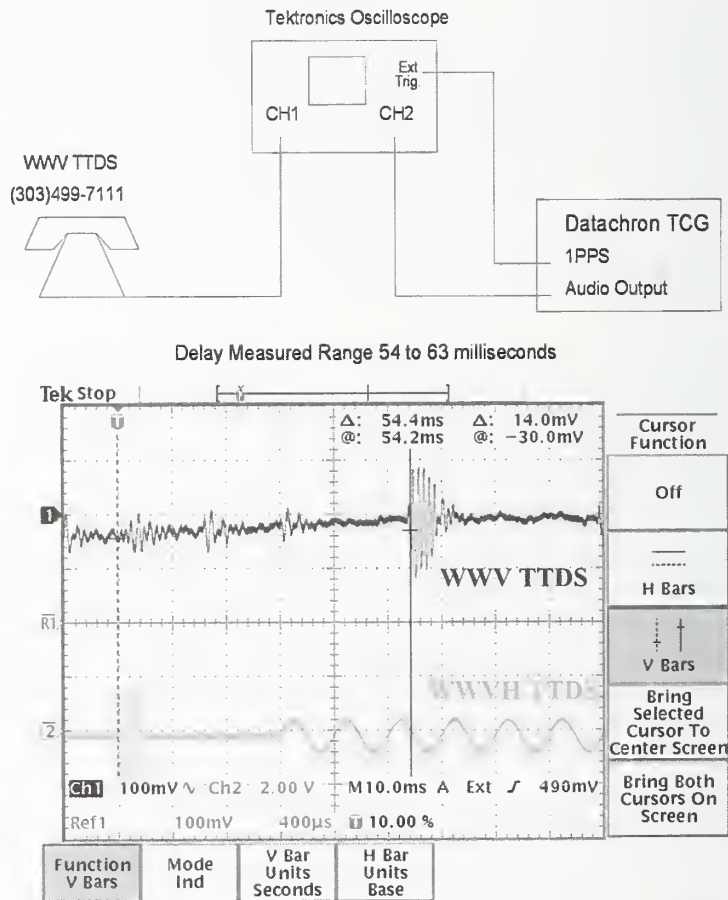 Tektronics Oscilloscope
Ext
Trig.
CH1 CH2
WWV TTDS
(303)499-7111
Datachron TCG
1PPS
Audio Output
Delay Measured Range 54 to 63 milliseconds
Tek Stop
T
Δ: 54.4ms Δ: 14.0mV
@: 54.2ms @: −30.0mV
1
WWV TTDS
R1
WWVH TTDS
2
Ch1 100mV ∿ Ch2 2.00 V M10.0ms A Ext ƒ 490mV
Ref1 100mV 400µs T 10.00 %
Cursor
Function
Off
H Bars
V Bars
Bring
Selected
Cursor To
Center Screen
Bring Both
Cursors On
Screen
Function
V Bars
Mode
Ind
V Bar
Units
Seconds
H Bar
Units
Base